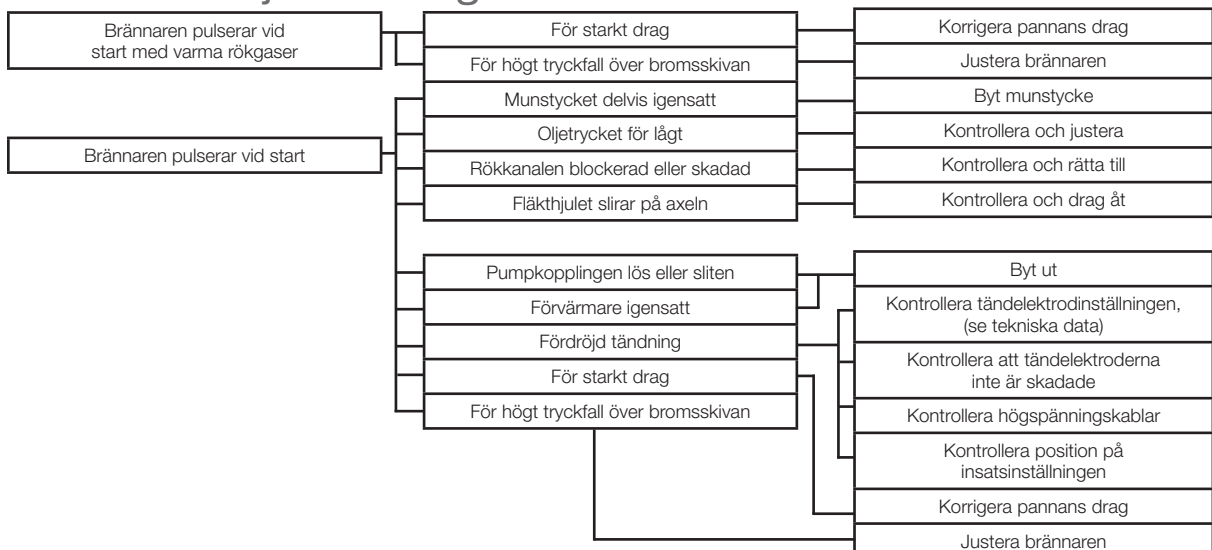 Brännaren pulserar vid
start med varma rökgaser
För starkt drag
Korrigera pannans drag
För högt tryckfall över bromsskivan
Justera brännaren
Munstycket delvis igensatt
Byt munstycke
Brännaren pulserar vid start
Oljetrycket för lågt
Kontrollera och justera
Rökkanalen blockerad eller skadad
Kontrollera och rätta till
Fläkthjulet slirar på axeln
Kontrollera och drag åt
Pumpkopplingen lös eller sliten
Byt ut
Förvärmare igensatt
Kontrollera tändelektrodinställningen,
(se tekniska data)
Fördröjd tändning
Kontrollera att tändelektroderna
inte är skadade
För starkt drag
Kontrollera högspänningskablar
För högt tryckfall över bromsskivan
Kontrollera position på
insatsinställningen
Korrigera pannans drag
Justera brännaren